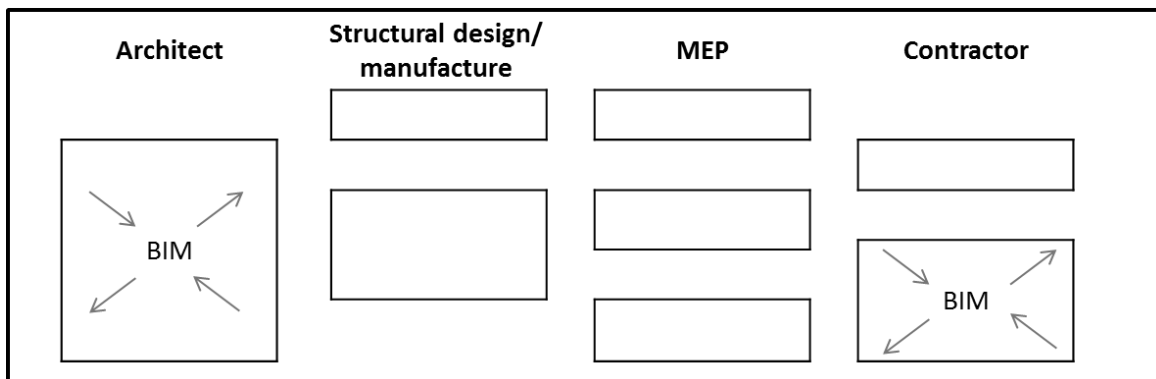 Architect
Structural design/
manufacture
MEP
Contractor
BIM
BIM